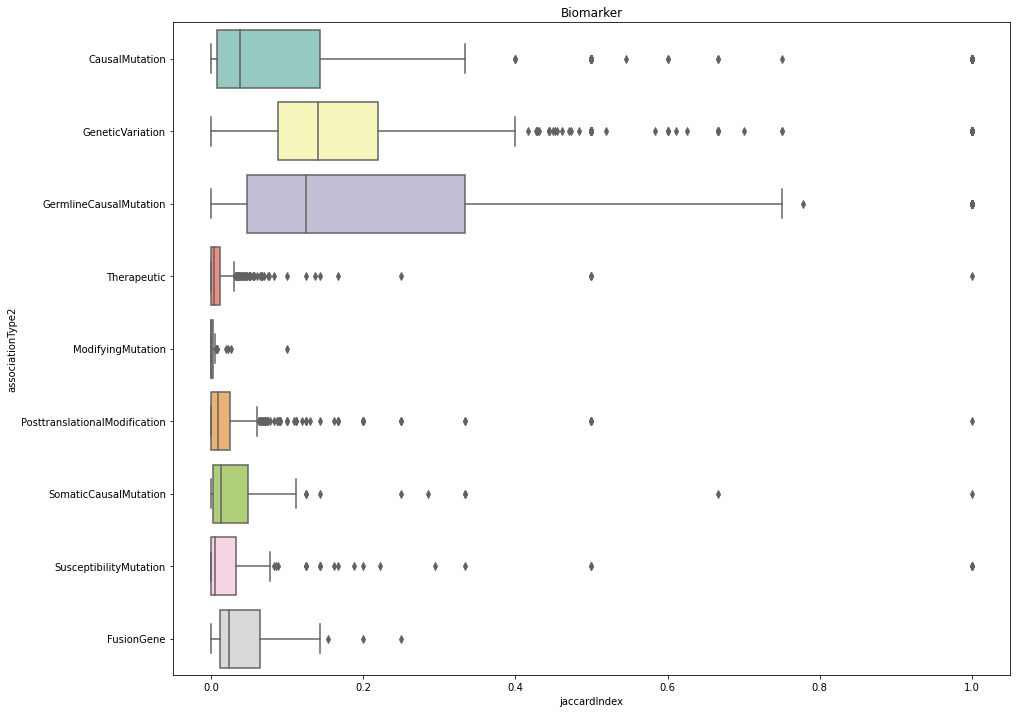 Biomarker
associationType2
CausalMutation
GeneticVariation
GermlineCausalMutation
Therapeutic
ModifyingMutation
PosttranslationalModification
SomaticCausalMutation
SusceptibilityMutation
FusionGene
0.0 0.2 0.4 0.6 0.8 1.0
jaccardIndex